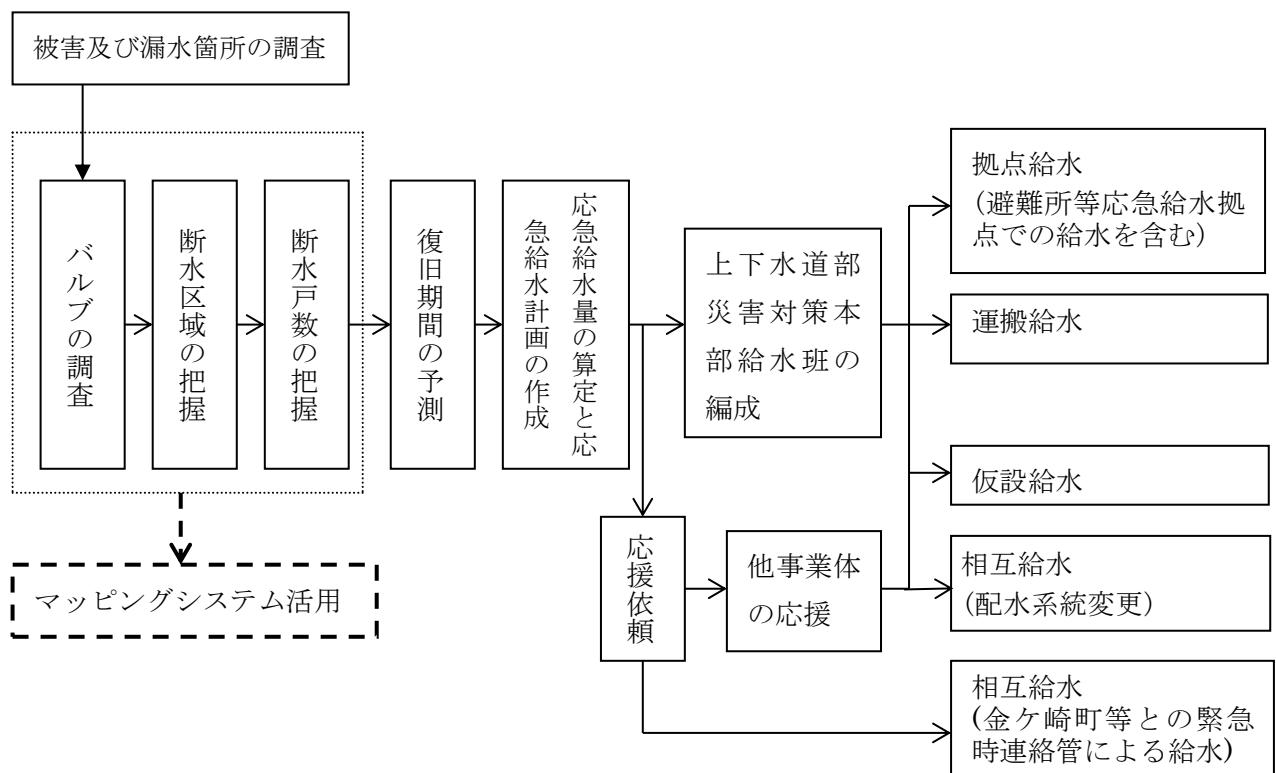 被害及び漏水箇所の調査
バルブの調査
断水区域の把握
断水戸数の把握
復旧期間の予測
応急給水量の算定と応
急給水計画の作成
上下水道部
災害対策本
部給水班の
編成
応援依頼
他事業体
の応援
拠点給水
(避難所等応急給水拠
点での給水を含む)
運搬給水
仮設給水
相互給水
(配水系統変更)
相互給水
(金ケ崎町等との緊急
時連絡管による給水)
マッピングシステム活用